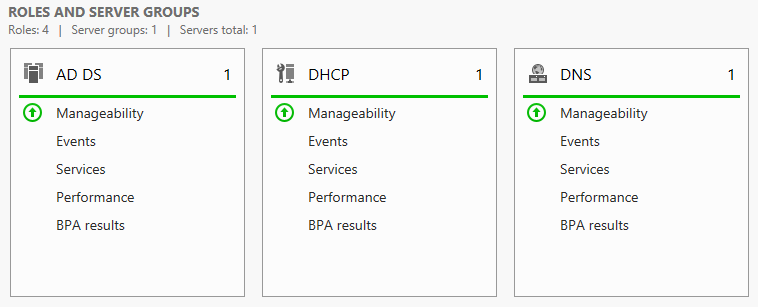 ROLES AND SERVER GROUPS
Roles: 4 | Server groups: 1 | Servers total: 1
AD DS 1
Manageability
Events
Services
Performance
BPA results
DHCP 1
Manageability
Events
Services
Performance
BPA results
DNS 1
Manageability
Events
Services
Performance
BPA results